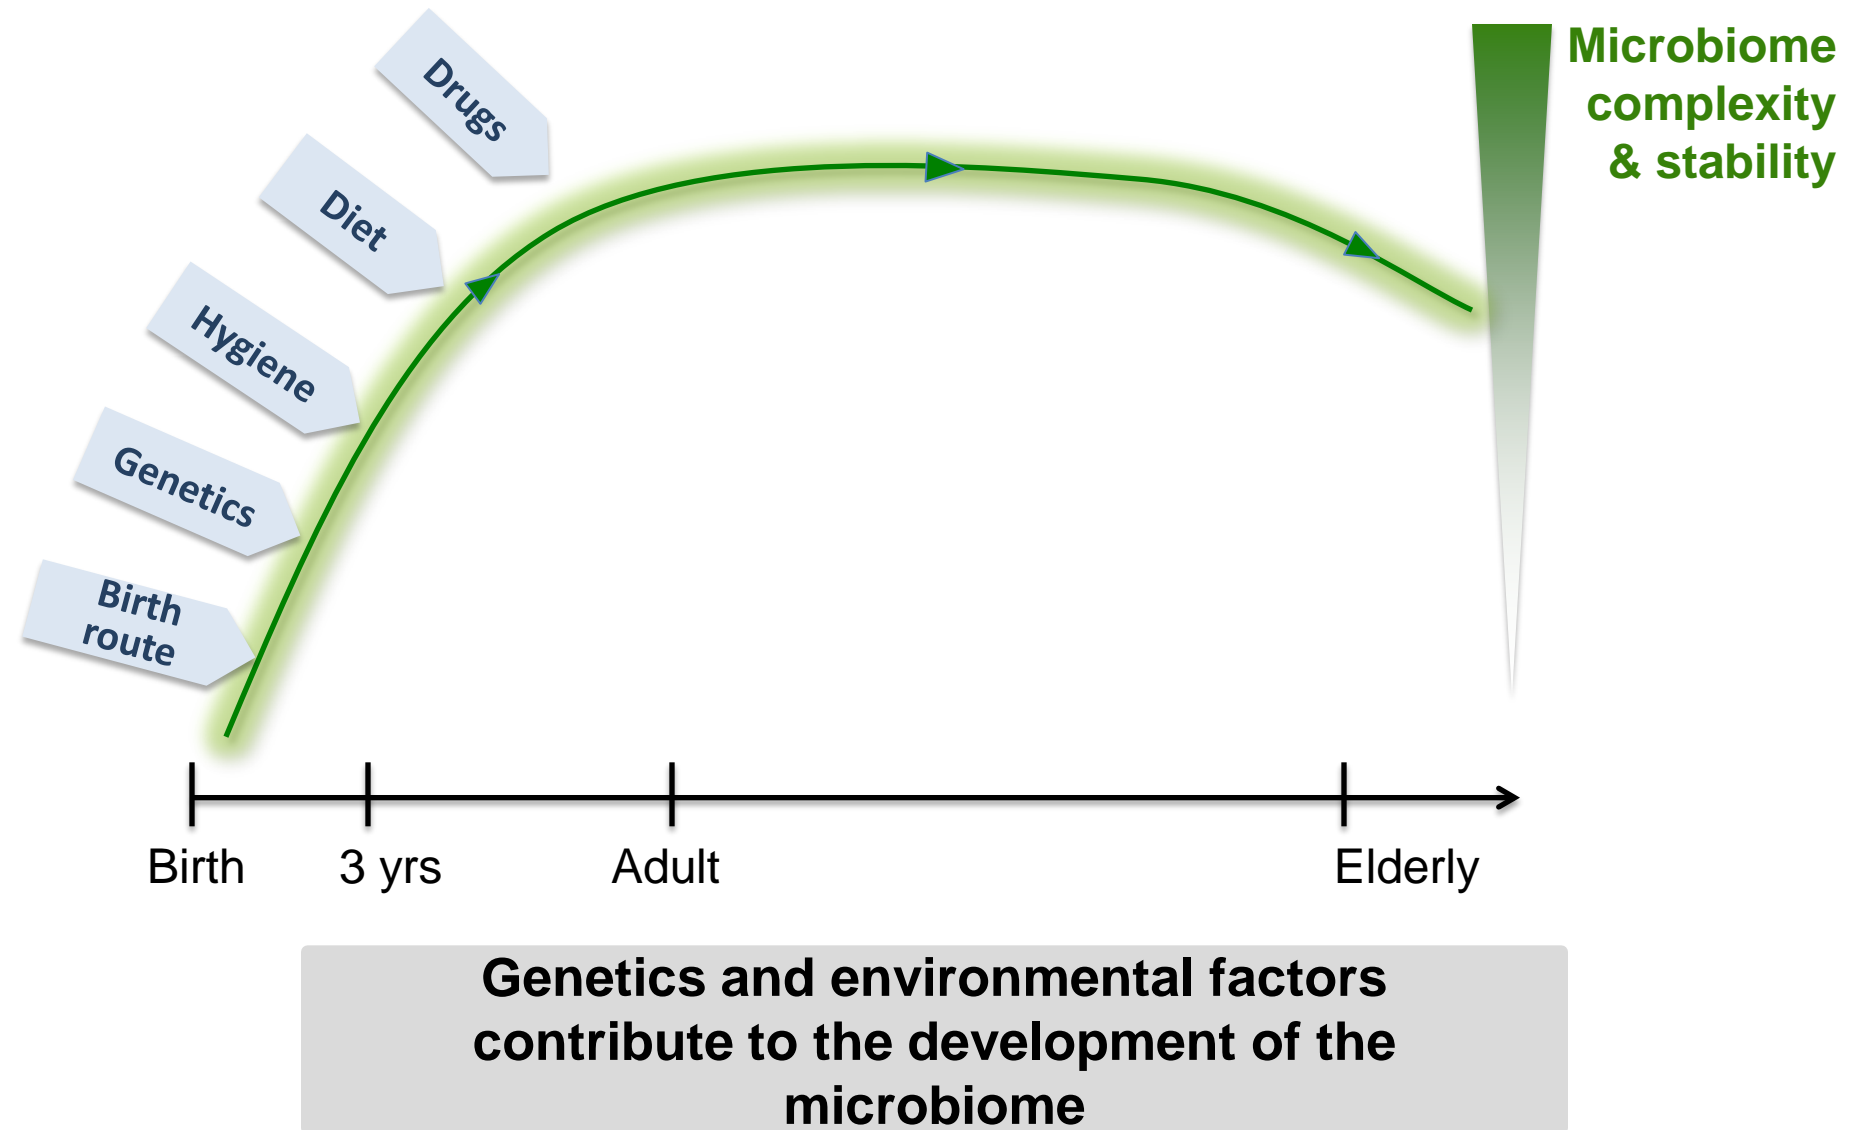 Drugs
Diet
Hygiene
Genetics
Birth
route
Microbiome
complexity
& stability
Birth
3 yrs
Adult
Elderly
Genetics and environmental factors
contribute to the development of the
microbiome